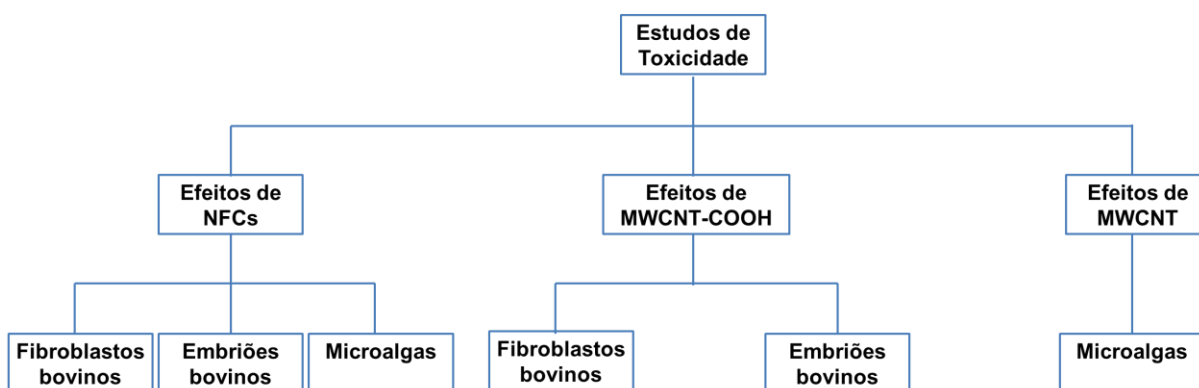 Estudos de
Toxicidade
Efeitos de
NFCs
Efeitos de
MWCNT-COOH
Efeitos de
MWCNT
Fibroblastos
bovinos
Embriões
bovinos
Microalgas
Fibroblastos
bovinos
Embriões
bovinos
Microalgas